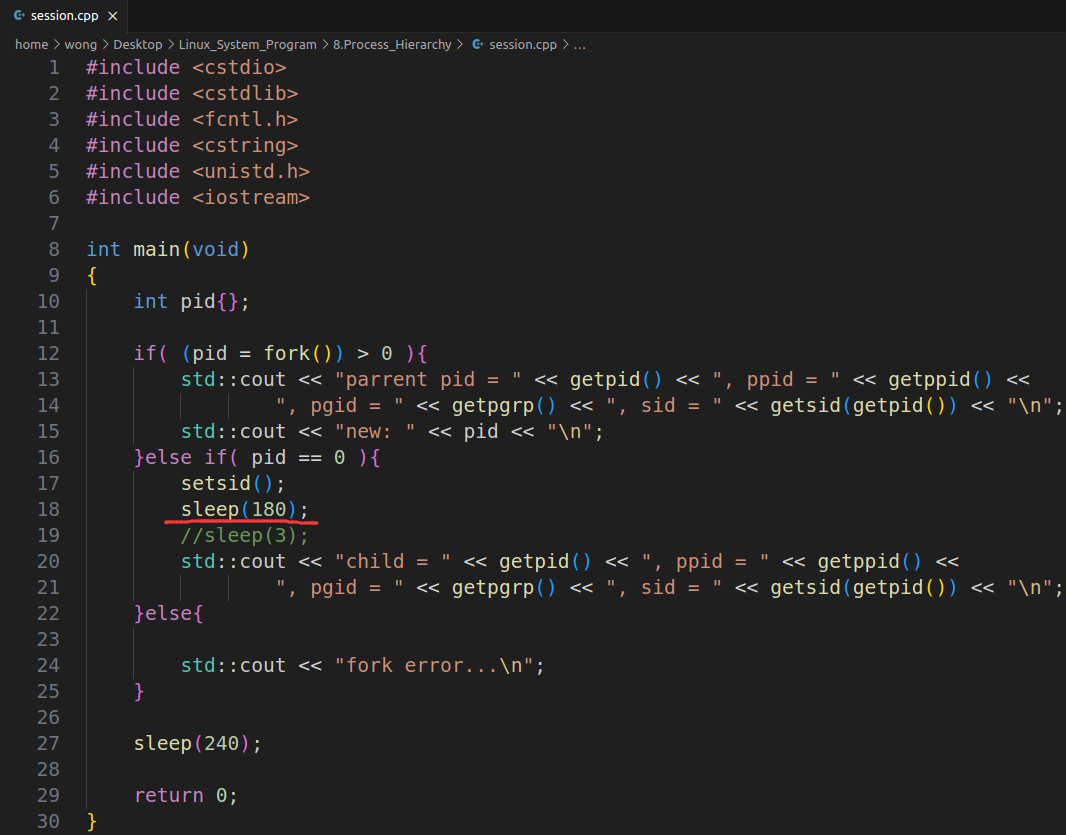 session.cpp ×
home > wong > Desktop > Linux_System_Program > 8.Process_Hierarchy > session.cpp > ...
1 #include <cstdio>
2 #include <cstdlib>
3 #include <fcntl.h>
4 #include <cstring>
5 #include <unistd.h>
6 #include <iostream>
7
8 int main(void)
9 {
10     int pid{};
11
12     if( (pid = fork()) > 0 ){
13         std::cout << "parrent pid = " << getpid() << ", ppid = " << getppid() <<
14                 ", pgid = " << getpgrp() << ", sid = " << getsid(getpid()) << "\n";
15         std::cout << "new: " << pid << "\n";
16     }else if( pid == 0 ){
17         setsid();
18         sleep(180);
19         //sleep(3);
20         std::cout << "child = " << getpid() << ", ppid = " << getppid() <<
21                 ", pgid = " << getpgrp() << ", sid = " << getsid(getpid()) << "\n";
22     }else{
23
24         std::cout << "fork error...\n";
25     }
26
27     sleep(240);
28
29     return 0;
30 }